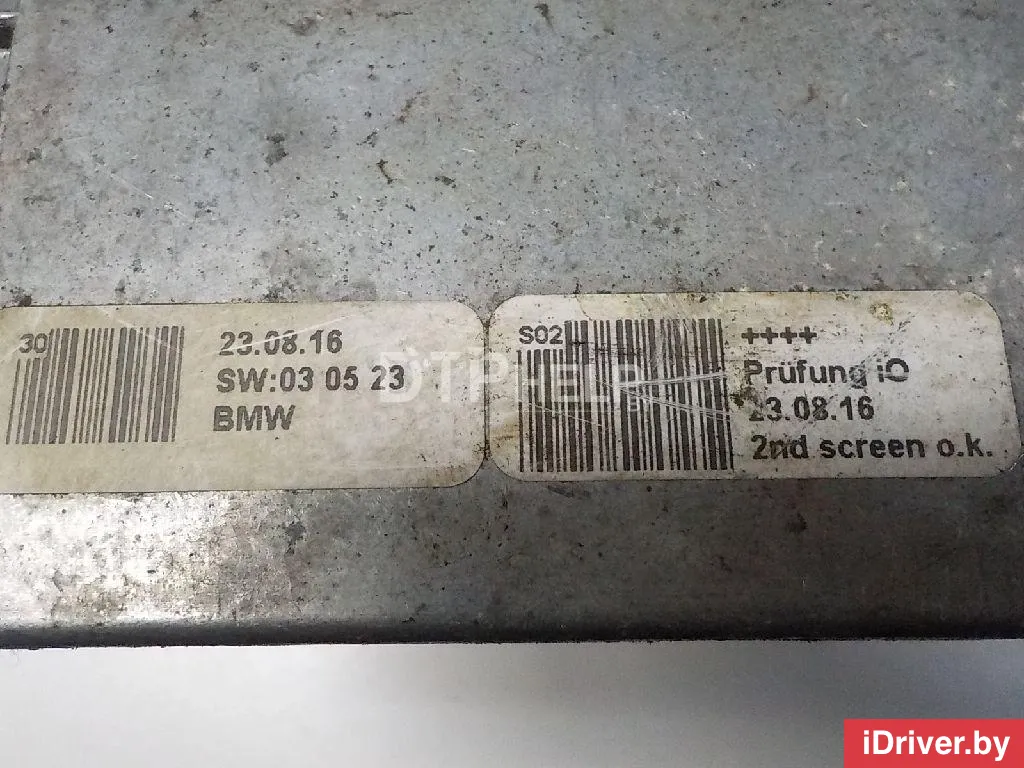 30
23.08.16
SW:03 05 23
BMW
S02
++++
Prüfung iO
23.08.16
2nd screen o.k.
DTPHELP
iDriver.by